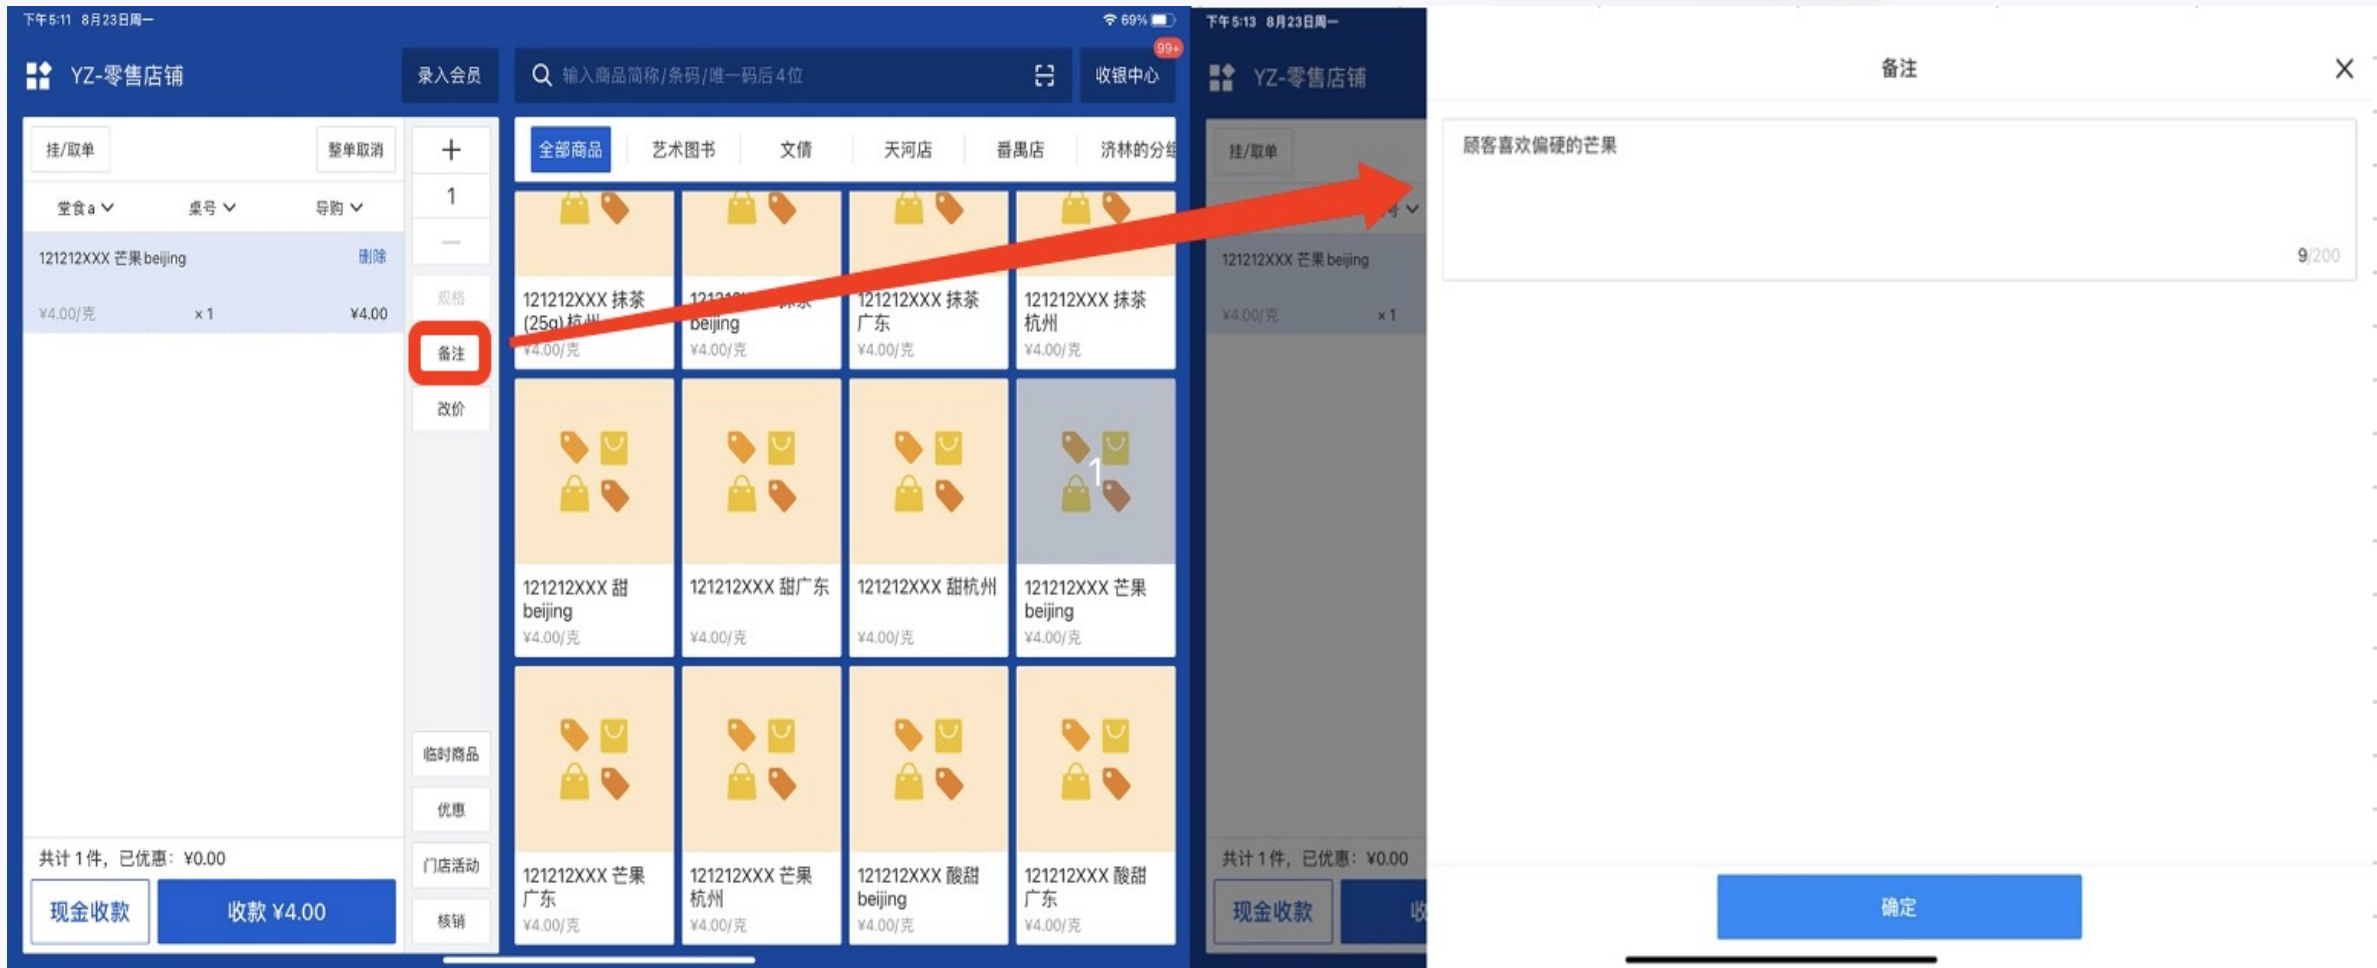 下午5:11 8月23日周一
69%
YZ-零售店铺
录入会员
输入商品简称/条码/唯一码后4位
收银中心
99+
挂/取单
整单取消
堂食a
桌号
导购
121212XXX 芒果beijing
删除
¥4.00/克
×1
¥4.00
+
1
规格
备注
改价
临时商品
优惠
门店活动
核销
共计1件，已优惠：¥0.00
现金收款
收款 ¥4.00
全部商品
艺术图书
文倩
天河店
番禺店
济林的分组
121212XXX 抹茶
(25g) 杭州
¥4.00/克
beijing
¥4.00/克
121212XXX 抹茶
广东
¥4.00/克
121212XXX 抹茶
杭州
¥4.00/克
121212XXX 甜
beijing
¥4.00/克
121212XXX 甜广东
¥4.00/克
121212XXX 甜杭州
¥4.00/克
1
121212XXX 芒果
beijing
¥4.00/克
121212XXX 芒果
广东
¥4.00/克
121212XXX 芒果
杭州
¥4.00/克
121212XXX 酸甜
beijing
¥4.00/克
121212XXX 酸甜
广东
¥4.00/克
下午5:13 8月23日周一
YZ-零售店铺
挂/取单
号
121212XXX 芒果beijing
¥4.00/克
×1
共计1件，已优惠：¥0.00
现金收款
备注
顾客喜欢偏硬的芒果
9/200
确定